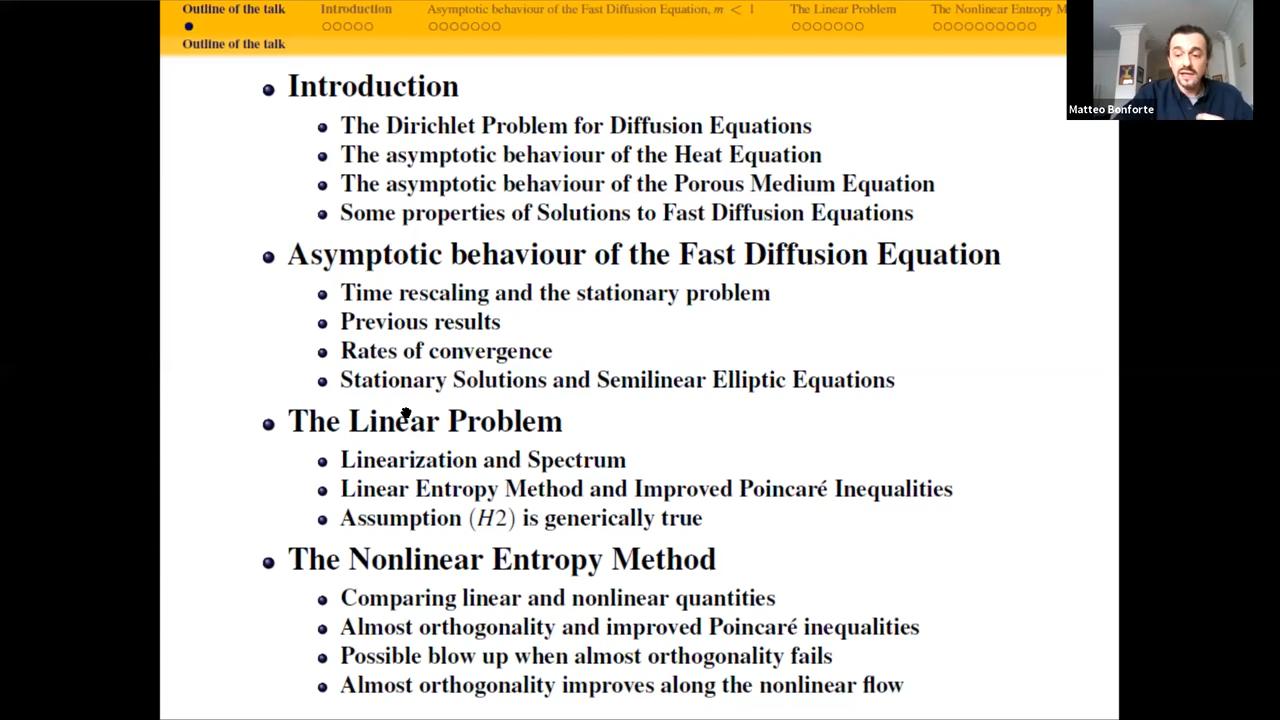 Outline of the talk
Introduction
Asymptotic behaviour of the Fast Diffusion Equation, m < 1
The Linear Problem
The Nonlinear Entropy M
Outline of the talk
Matteo Bonforte
Introduction
The Dirichlet Problem for Diffusion Equations
The asymptotic behaviour of the Heat Equation
The asymptotic behaviour of the Porous Medium Equation
Some properties of Solutions to Fast Diffusion Equations
Asymptotic behaviour of the Fast Diffusion Equation
Time rescaling and the stationary problem
Previous results
Rates of convergence
Stationary Solutions and Semilinear Elliptic Equations
The Linear Problem
Linearization and Spectrum
Linear Entropy Method and Improved Poincaré Inequalities
Assumption (H2) is generically true
The Nonlinear Entropy Method
Comparing linear and nonlinear quantities
Almost orthogonality and improved Poincaré inequalities
Possible blow up when almost orthogonality fails
Almost orthogonality improves along the nonlinear flow